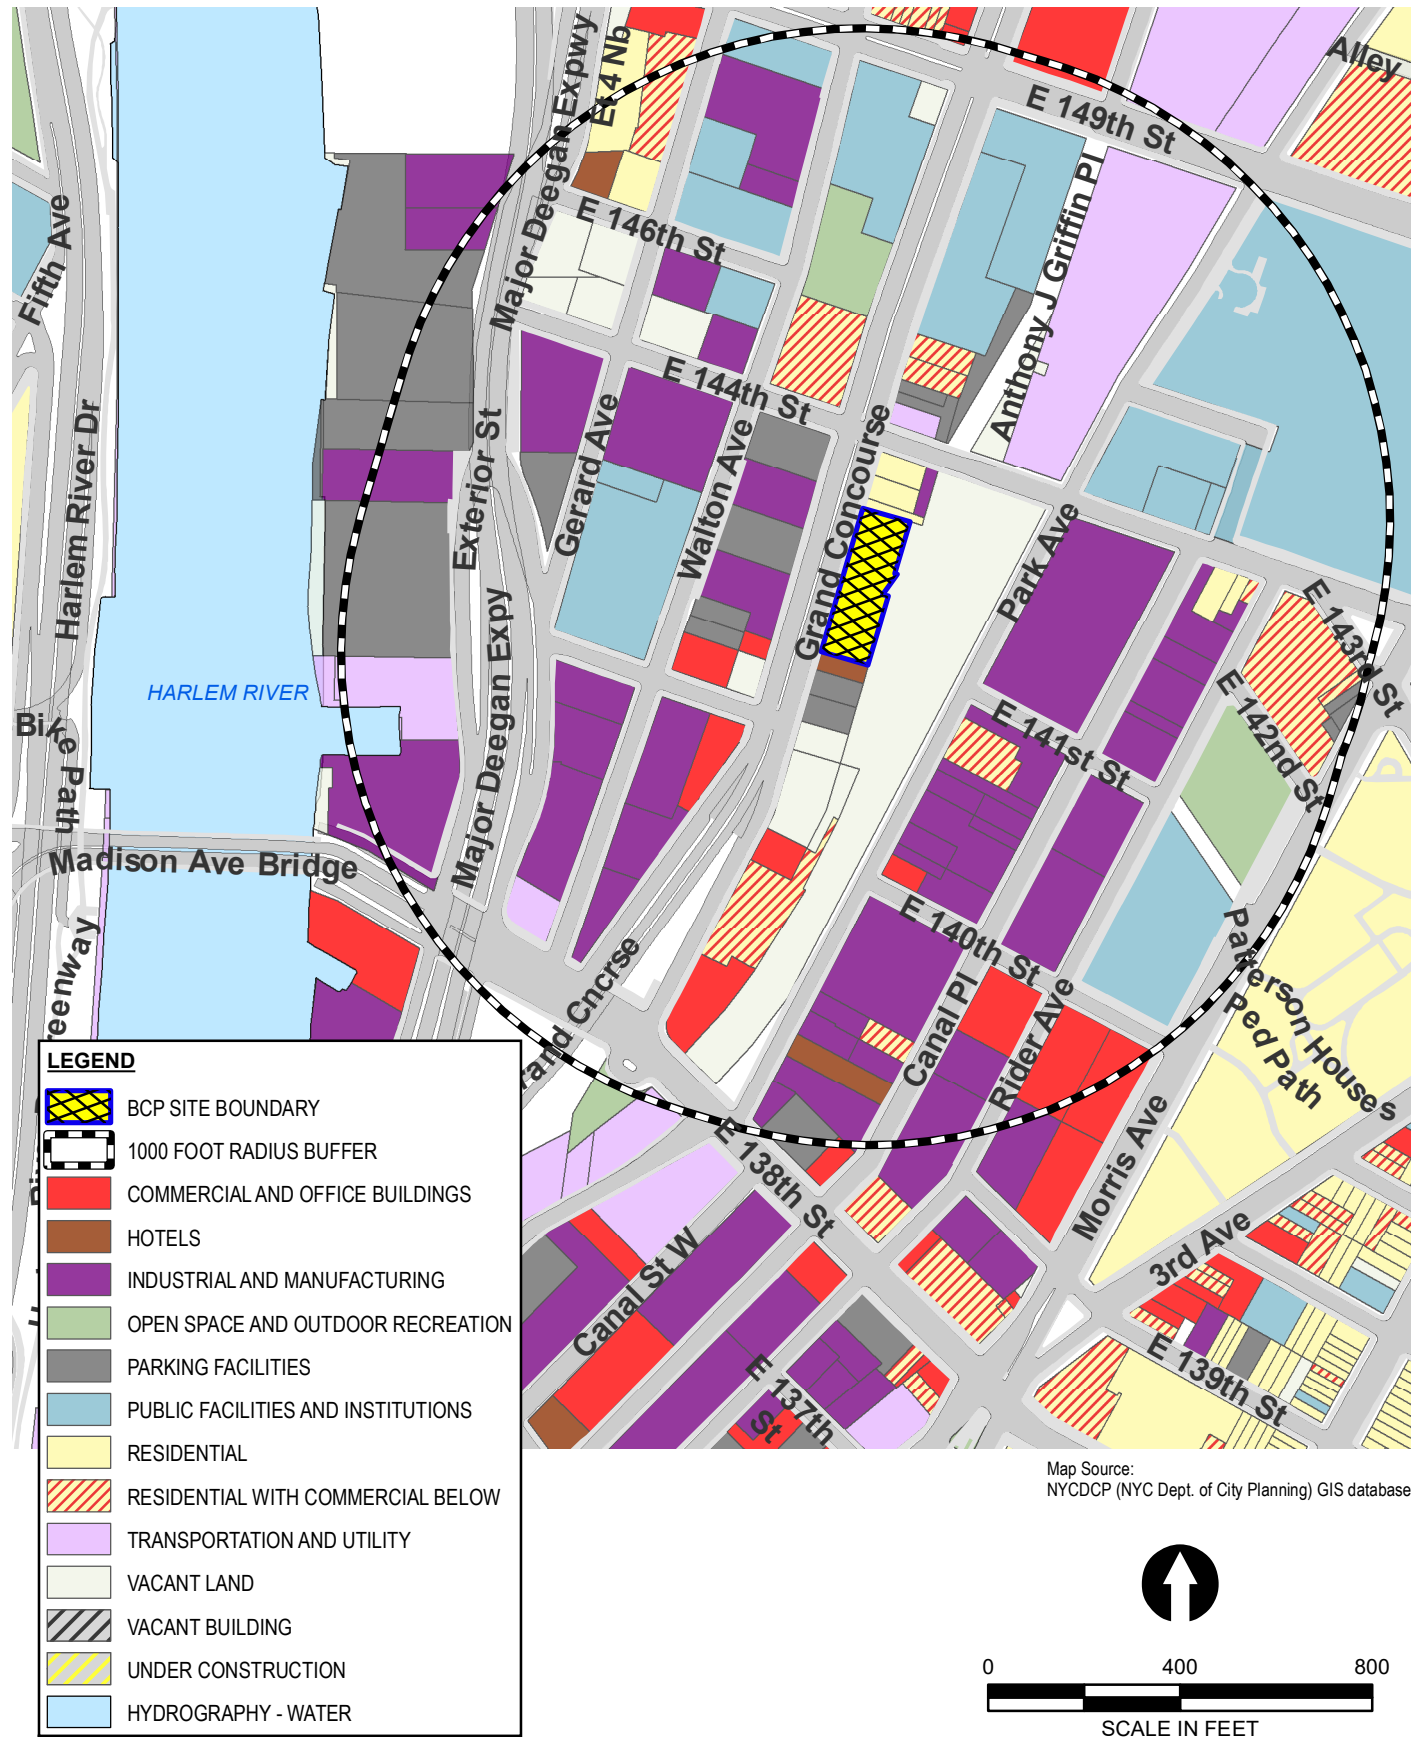 Alley
Major Deegan Expwy
Et 4 Nb
E 149th St
Anthony J Griffin Pl
Fifth Ave
E 146th St
Harlem River Dr
E 144th St
Exterior St
Gerard Ave
Walton Ave
Grand Concourse
Park Ave
E 143rd St
HARLEM RIVER
Major Deegan Expy
E 142nd St
E 141st St
Bike Path
Madison Ave Bridge
E 140th St
Patterson Houses
Ped Path
reenway
rand Cncrse
Canal Pl
Rider Ave
E 138th St
Morris Ave
3rd Ave
Canal St W
E 139th St
E 137th
St
LEGEND
BCP SITE BOUNDARY
1000 FOOT RADIUS BUFFER
COMMERCIAL AND OFFICE BUILDINGS
HOTELS
INDUSTRIAL AND MANUFACTURING
OPEN SPACE AND OUTDOOR RECREATION
PARKING FACILITIES
PUBLIC FACILITIES AND INSTITUTIONS
RESIDENTIAL
RESIDENTIAL WITH COMMERCIAL BELOW
TRANSPORTATION AND UTILITY
VACANT LAND
VACANT BUILDING
UNDER CONSTRUCTION
HYDROGRAPHY - WATER
Map Source:
NYCDCP (NYC Dept. of City Planning) GIS database
0 400 800
SCALE IN FEET